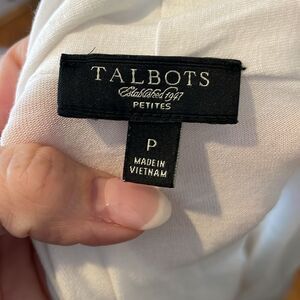 TALBOTS
Established 1947
PETITES
P
MADE IN
VIETNAM